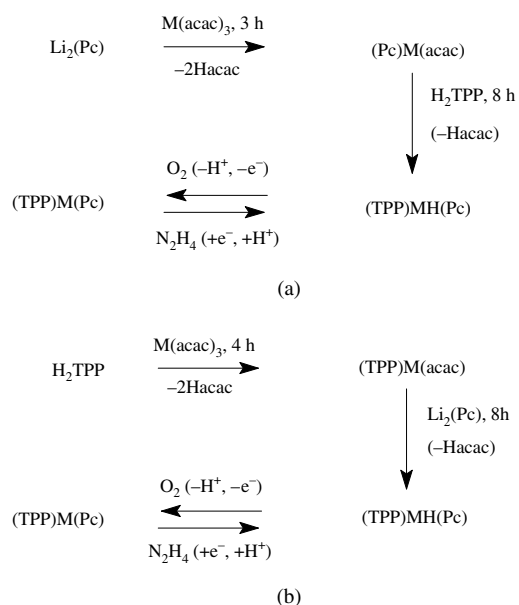 M(acac)₃, 3 h
Li₂(Pc) (Pc)M(acac)
–2Hacac
H₂TPP, 8 h
(–Hacac)
O₂ (–H⁺, –e⁻)
(TPP)M(Pc) (TPP)MH(Pc)
N₂H₄ (+e⁻, +H⁺)
(a)
M(acac)₃, 4 h
H₂TPP (TPP)M(acac)
–2Hacac
Li₂(Pc), 8h
(–Hacac)
O₂ (–H⁺, –e⁻)
(TPP)M(Pc) (TPP)MH(Pc)
N₂H₄ (+e⁻, +H⁺)
(b)